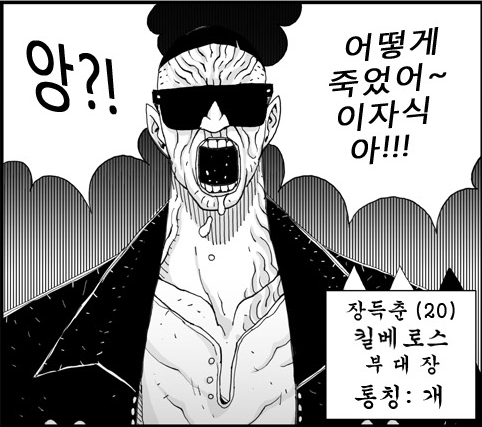 앙?!
어떻게
죽었어~
이자식
아!!!
장득춘 (20)
킬베로스
부대장
통칭: 개